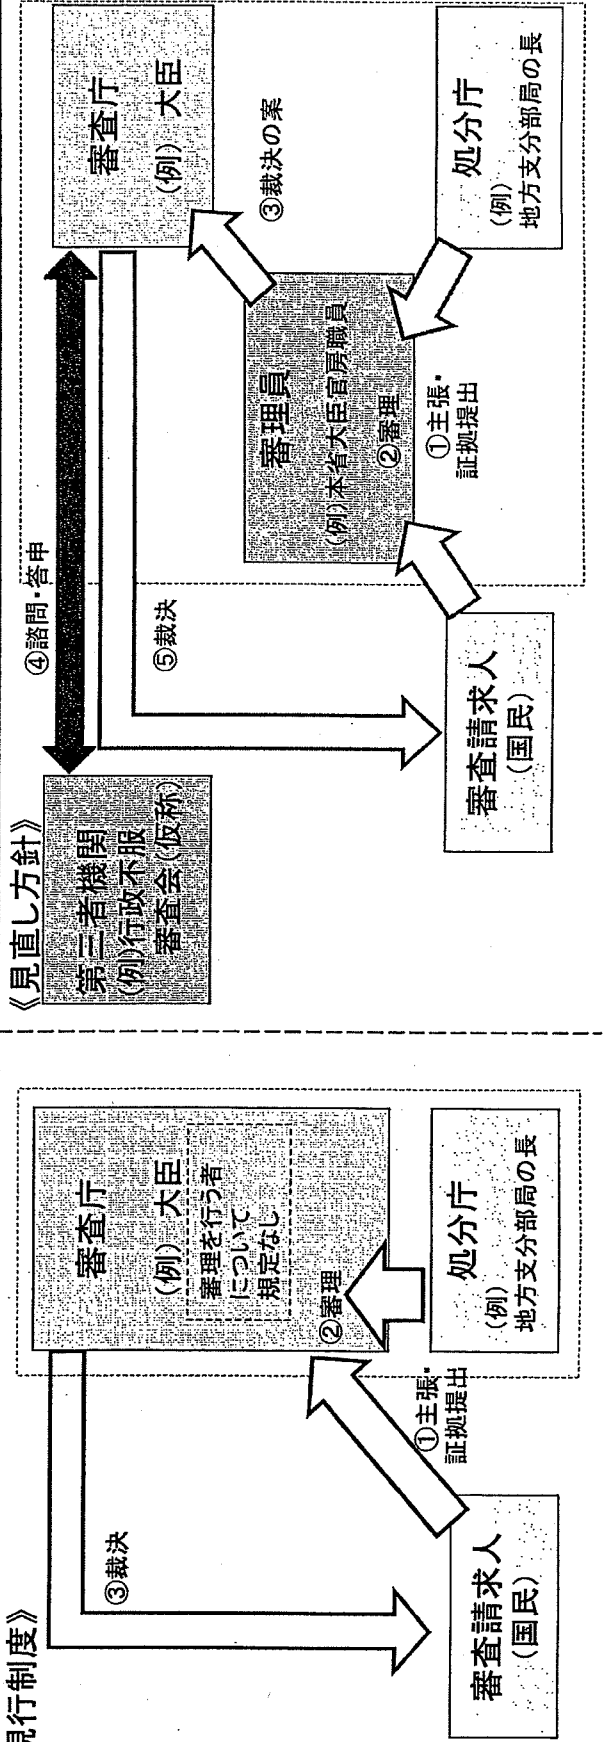 現行制度》
審査庁
(例) 大臣
審理を行う者
について
規定なし
②審理
③裁決
①主張・
証拠提出
処分庁
(例)
地方支分部局の長
審査請求人
(国民)
《見直し方針》
第三者機関
(例)行政不服
審査会(仮称)
④諮問・答申
⑤裁決
審査庁
(例) 大臣
③裁決の案
審理員
(例)本省大臣官房職員
②審理
①主張・
証拠提出
処分庁
(例)
地方支分部局の長
審査請求人
(国民)